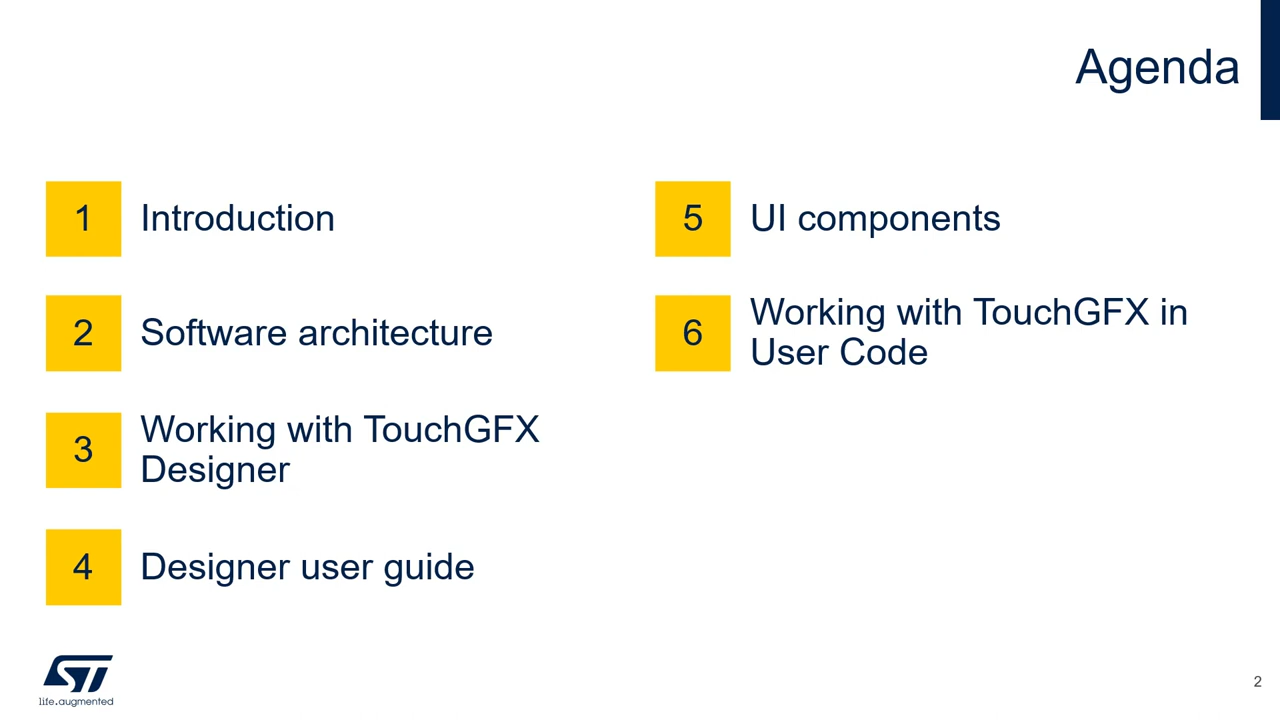 Agenda
1
Introduction
2
Software architecture
3
Working with TouchGFX
Designer
4
Designer user guide
5
UI components
6
Working with TouchGFX in
User Code
ST
life.augmented
2